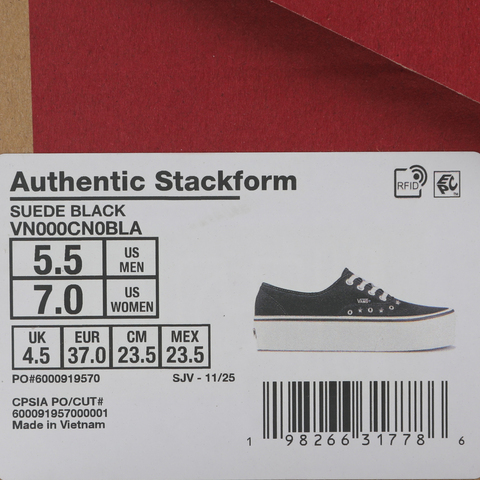 Authentic Stackform
RFID
EPC
SUEDE BLACK
VN000CN0BLA
5.5 US MEN
7.0 US WOMEN
UK EUR CM MEX
4.5 37.0 23.5 23.5
PO#6000919570 SJV - 11/25
CPSIA PO/CUT#
600091957000001
Made in Vietnam
VANS
1 98266 31778 6